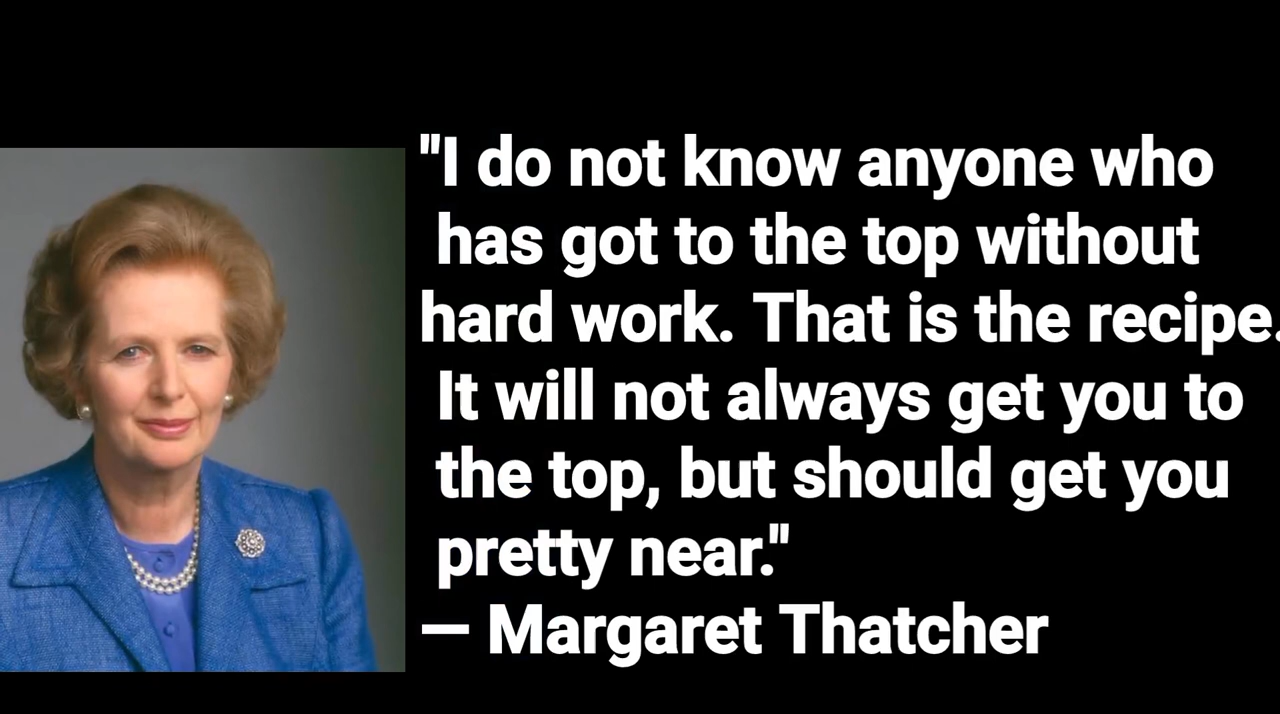 "I do not know anyone who
has got to the top without
hard work. That is the recipe.
It will not always get you to
the top, but should get you
pretty near."
— Margaret Thatcher